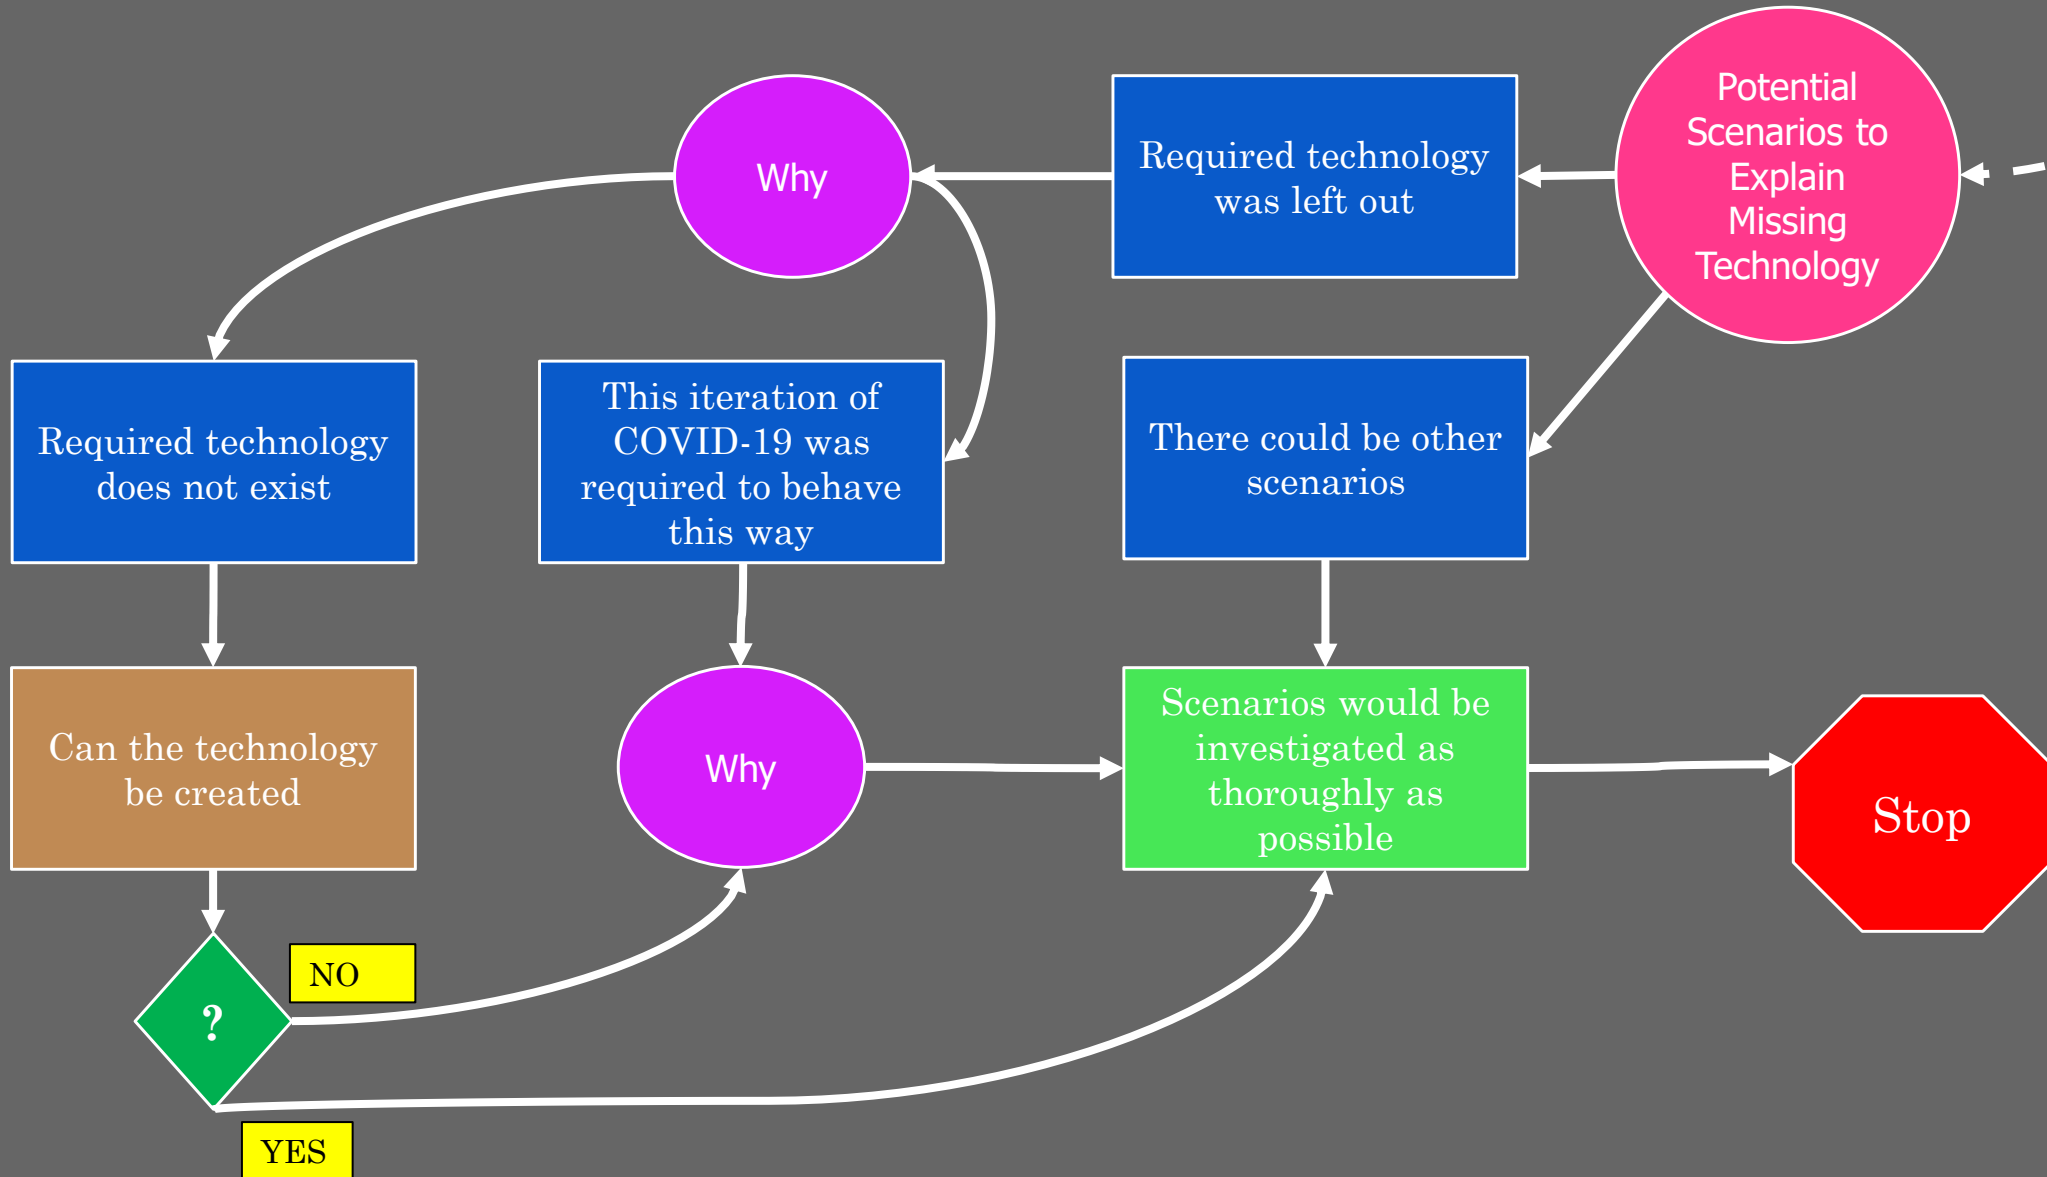 Potential
Scenarios to
Explain
Missing
Technology
Required technology
was left out
Why
Required technology
does not exist
This iteration of
COVID-19 was
required to behave
this way
There could be other
scenarios
Can the technology
be created
Why
Scenarios would be
investigated as
thoroughly as
possible
Stop
NO
?
YES